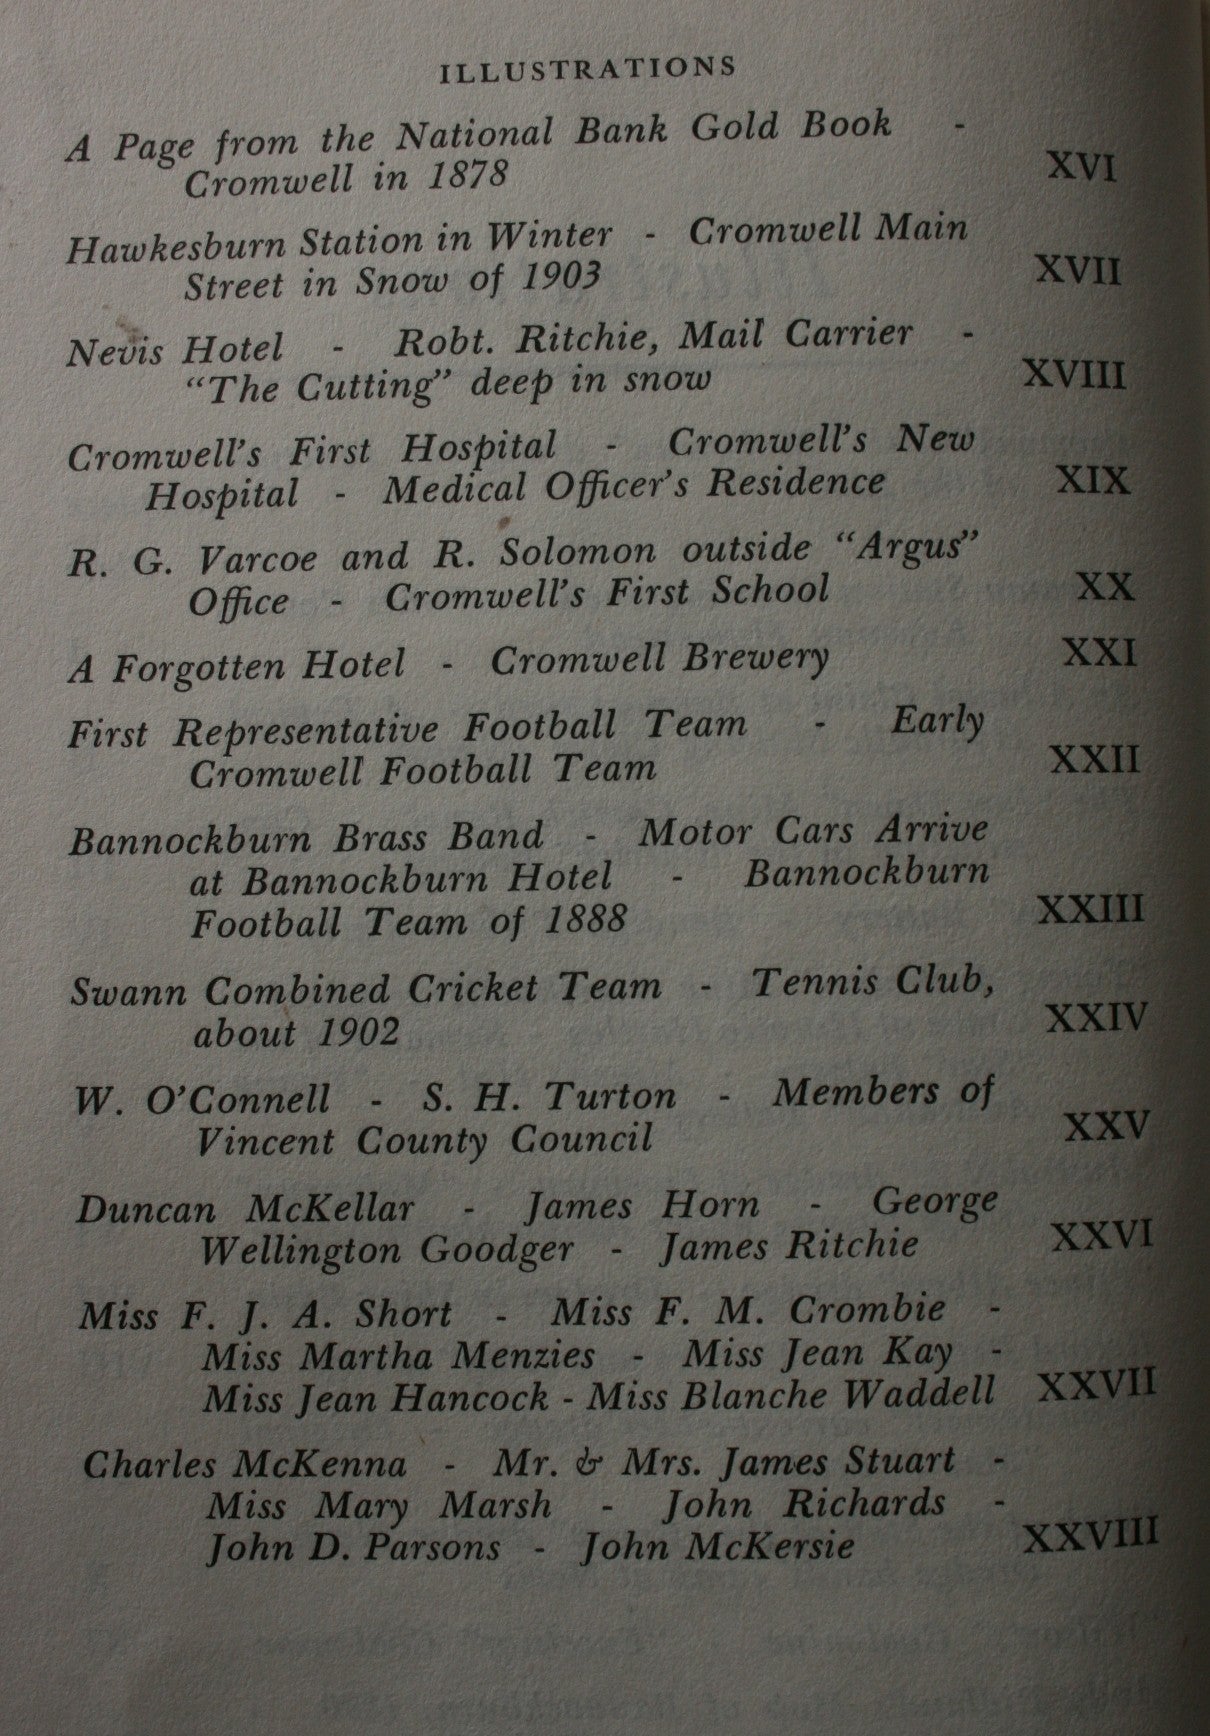 ILLUSTRATIONS
A Page from the National Bank Gold Book -
Cromwell in 1878 XVI
Hawkesburn Station in Winter - Cromwell Main
Street in Snow of 1903 XVII
Nevis Hotel - Robt. Ritchie, Mail Carrier -
“The Cutting” deep in snow XVIII
Cromwell’s First Hospital - Cromwell’s New
Hospital - Medical Officer’s Residence XIX
R. G. Varcoe and R. Solomon outside “Argus”
Office - Cromwell’s First School XX
A Forgotten Hotel - Cromwell Brewery XXI
First Representative Football Team - Early
Cromwell Football Team XXII
Bannockburn Brass Band - Motor Cars Arrive
at Bannockburn Hotel - Bannockburn
Football Team of 1888 XXIII
Swann Combined Cricket Team - Tennis Club,
about 1902 XXIV
W. O’Connell - S. H. Turton - Members of
Vincent County Council XXV
Duncan McKellar - James Horn - George
Wellington Goodger - James Ritchie XXVI
Miss F. J. A. Short - Miss F. M. Crombie -
Miss Martha Menzies - Miss Jean Kay -
Miss Jean Hancock - Miss Blanche Waddell XXVII
Charles McKenna - Mr. & Mrs. James Stuart -
Miss Mary Marsh - John Richards -
John D. Parsons - John McKersie XXVIII